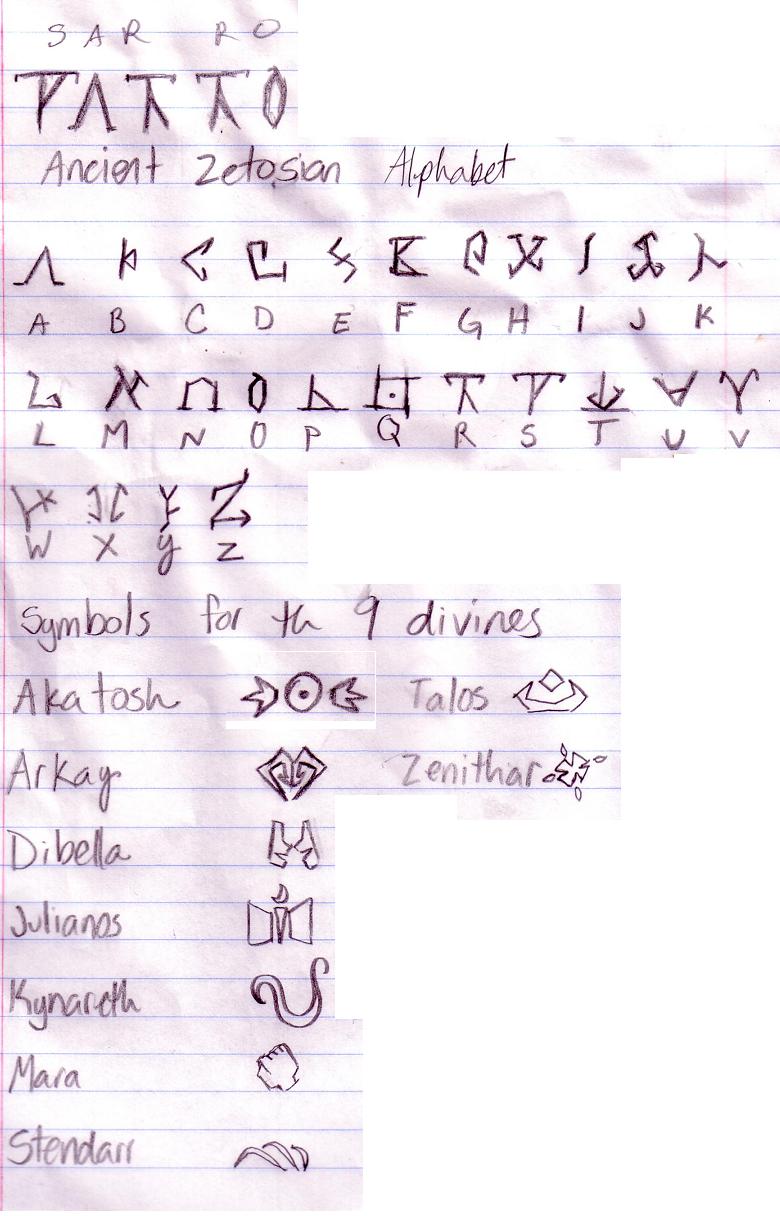 S A R R O
Ancient Zetosian Alphabet
A B C D E F G H I J K
L M N O P Q R S T U V
W X y z
Symbols for th 9 divines
Akatosh Talos
Arkay Zenithar
Dibella
Julianos
Kynareth
Mara
Stendarr